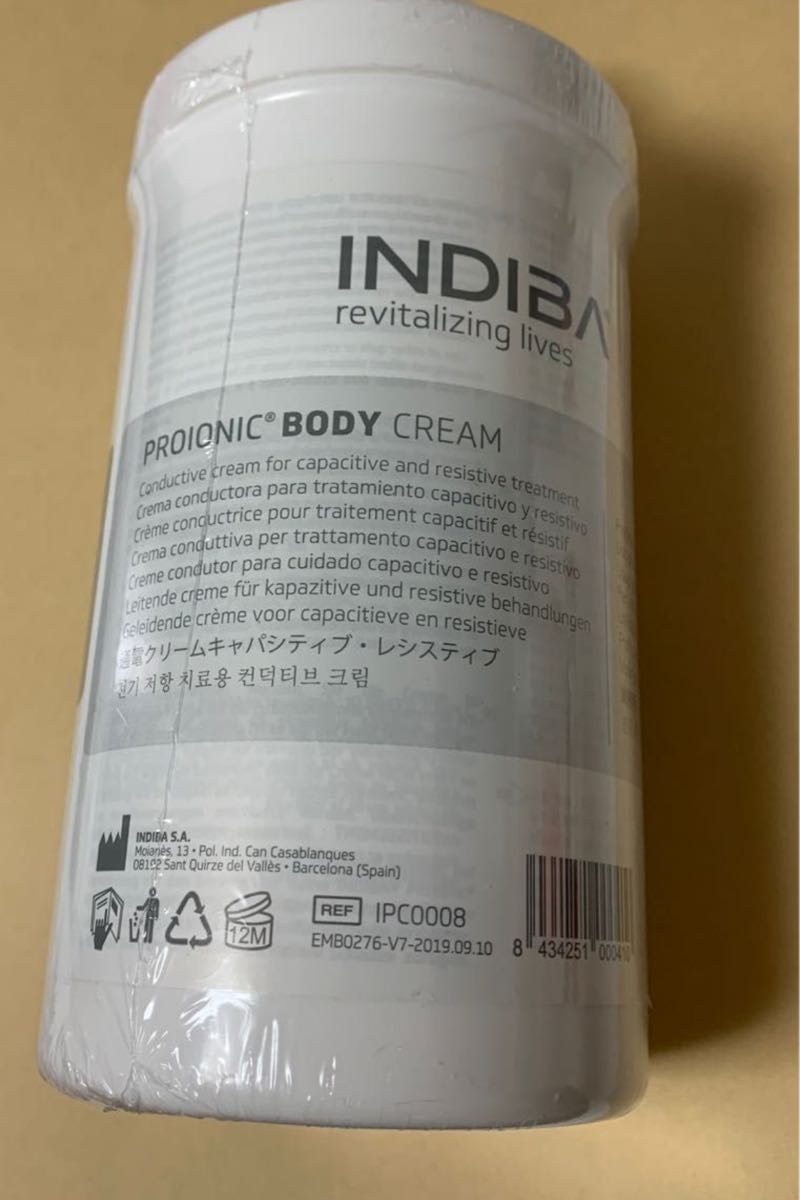 INDIBA
revitalizing lives
PROIONIC® BODY CREAM
Conductive cream for capacitive and resistive treatment
Crema conductora para tratamiento capacitivo y resistivo
Crème conductrice pour traitement capacitif et résistif
Crema conduttiva per trattamento capacitivo e resistivo
Creme condutor para cuidado capacitivo e resistivo
Leitende creme für kapazitive und resistive behandlungen
Geleidende crème voor capacitieve en resistieve
通電クリームキャパシティブ・レシスティブ
전기 저항 치료용 컨덕티브 크림
INDIBA S.A.
Moianès, 13 • Pol. Ind. Can Casablanques
08192 Sant Quirze del Vallès • Barcelona (Spain)
12M
REF IPC0008
EMB0276-V7-2019.09.10
8 434251 000410